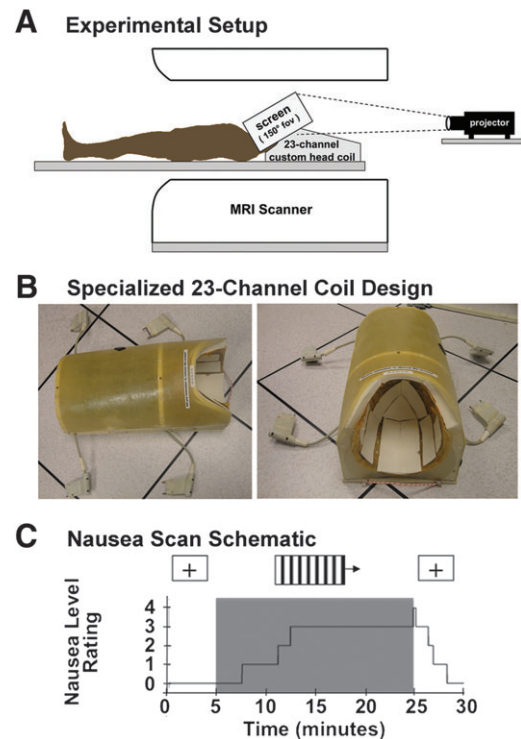 A Experimental Setup
screen
(150° fov)
projector
23-channel
custom head coil
MRI Scanner
B Specialized 23-Channel Coil Design
C Nausea Scan Schematic
+
+
Nausea Level
Rating
4
3
2
1
0
0 5 10 15 20 25 30
Time (minutes)